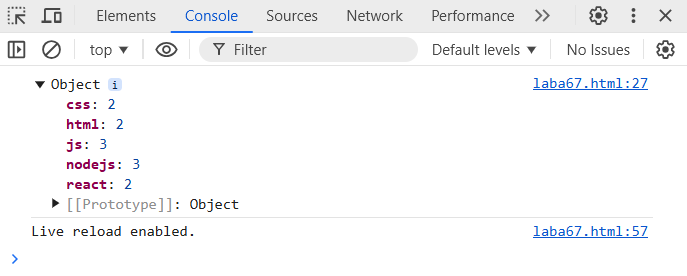 Elements Console Sources Network Performance
top Filter Default levels No Issues
Object i laba67.html:27
css: 2
html: 2
js: 3
nodejs: 3
react: 2
[[Prototype]]: Object
Live reload enabled. laba67.html:57